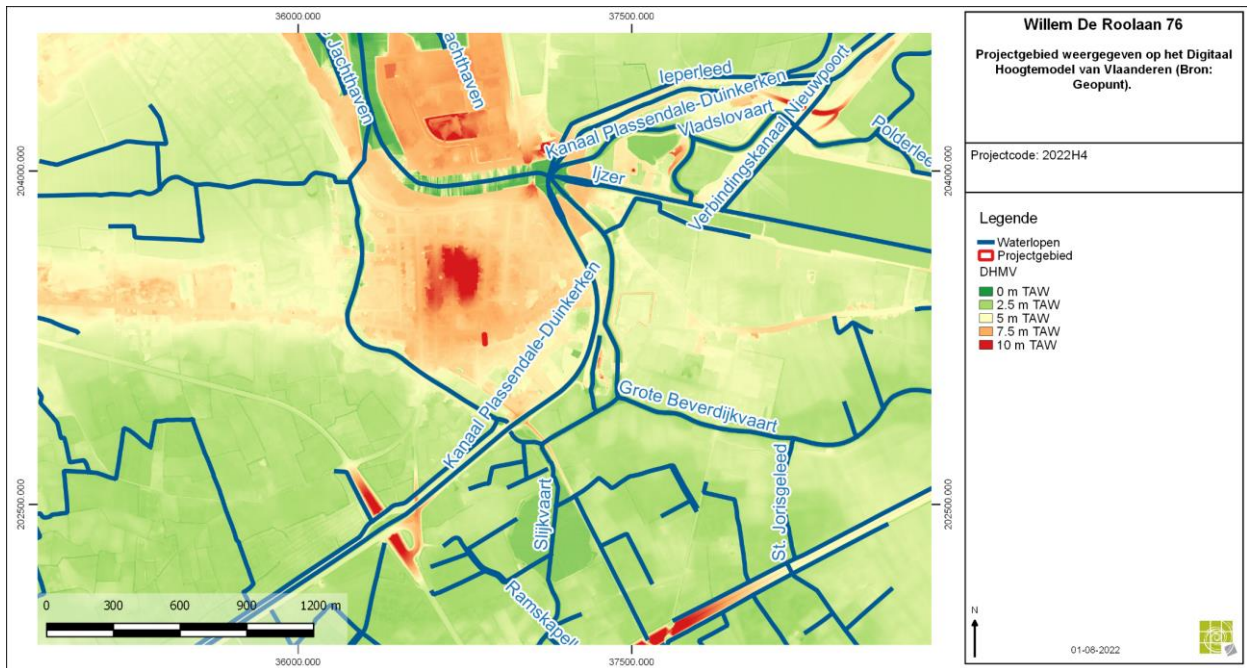 36000.000
37500.000
Jachthaven
achthaven
Ieperleed
Kanaal Plassendale-Duinkerken
Vladslovaart
Verbindingskanaal Nieuwpoort
Polderlee
Ijzer
204000.000
204000.000
Kanaal Plassendale-Duinkerken
Grote Beverdijkvaart
Slijkvaart
St. Jorisgeleed
Ramskapell
202500.000
202500.000
0 300 600 900 1200 m
36000.000
37500.000
Willem De Roolaan 76
Projectgebied weergegeven op het Digitaal
Hoogtemodel van Vlaanderen (Bron:
Geopunt).
Projectcode: 2022H4
Legende
Waterlopen
Projectgebied
DHMV
0 m TAW
2.5 m TAW
5 m TAW
7.5 m TAW
10 m TAW
N
01-08-2022